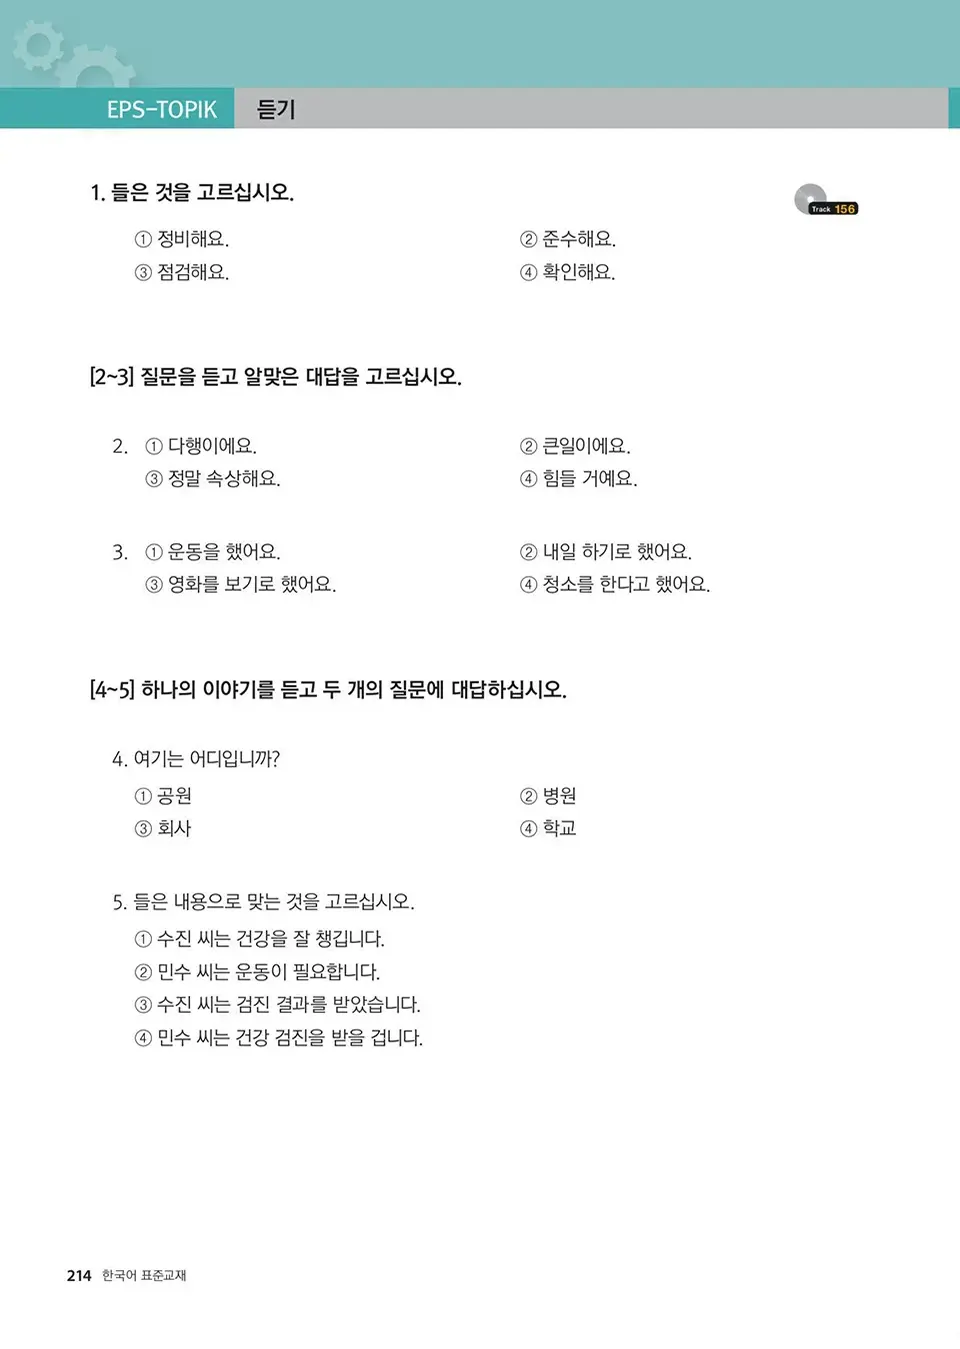 EPS-TOPIK 듣기
1. 들은 것을 고르십시오.
Track 156
① 정비해요. ② 준수해요.
③ 점검해요. ④ 확인해요.
[2~3] 질문을 듣고 알맞은 대답을 고르십시오.
2. ① 다행이에요. ② 큰일이에요.
③ 정말 속상해요. ④ 힘들 거예요.
3. ① 운동을 했어요. ② 내일 하기로 했어요.
③ 영화를 보기로 했어요. ④ 청소를 한다고 했어요.
[4~5] 하나의 이야기를 듣고 두 개의 질문에 대답하십시오.
4. 여기는 어디입니까?
① 공원 ② 병원
③ 회사 ④ 학교
5. 들은 내용으로 맞는 것을 고르십시오.
① 수진 씨는 건강을 잘 챙깁니다.
② 민수 씨는 운동이 필요합니다.
③ 수진 씨는 검진 결과를 받았습니다.
④ 민수 씨는 건강 검진을 받을 겁니다.
214 한국어 표준교재